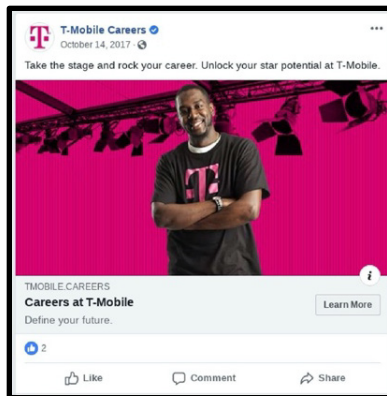 T-Mobile Careers
October 14, 2017 ·
Take the stage and rock your career. Unlock your star potential at T-Mobile.
T
T
i
TMOBILE.CAREERS
Careers at T-Mobile
Define your future.
Learn More
2
Like
Comment
Share